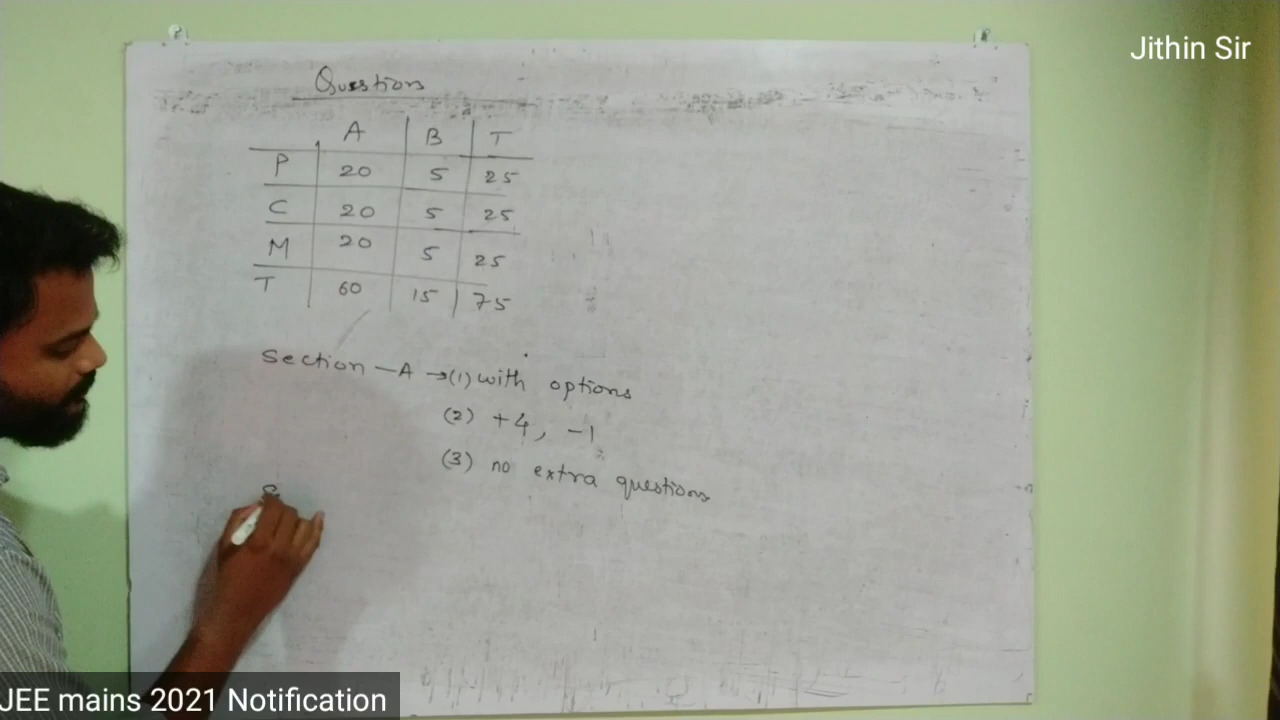 Jithin Sir
Questions
A B T
P 20 5 25
C 20 5 25
M 20 5 25
T 60 15 75
Section - A → (1) with options
(2) +4, -1
(3) no extra questions
S
JEE mains 2021 Notification